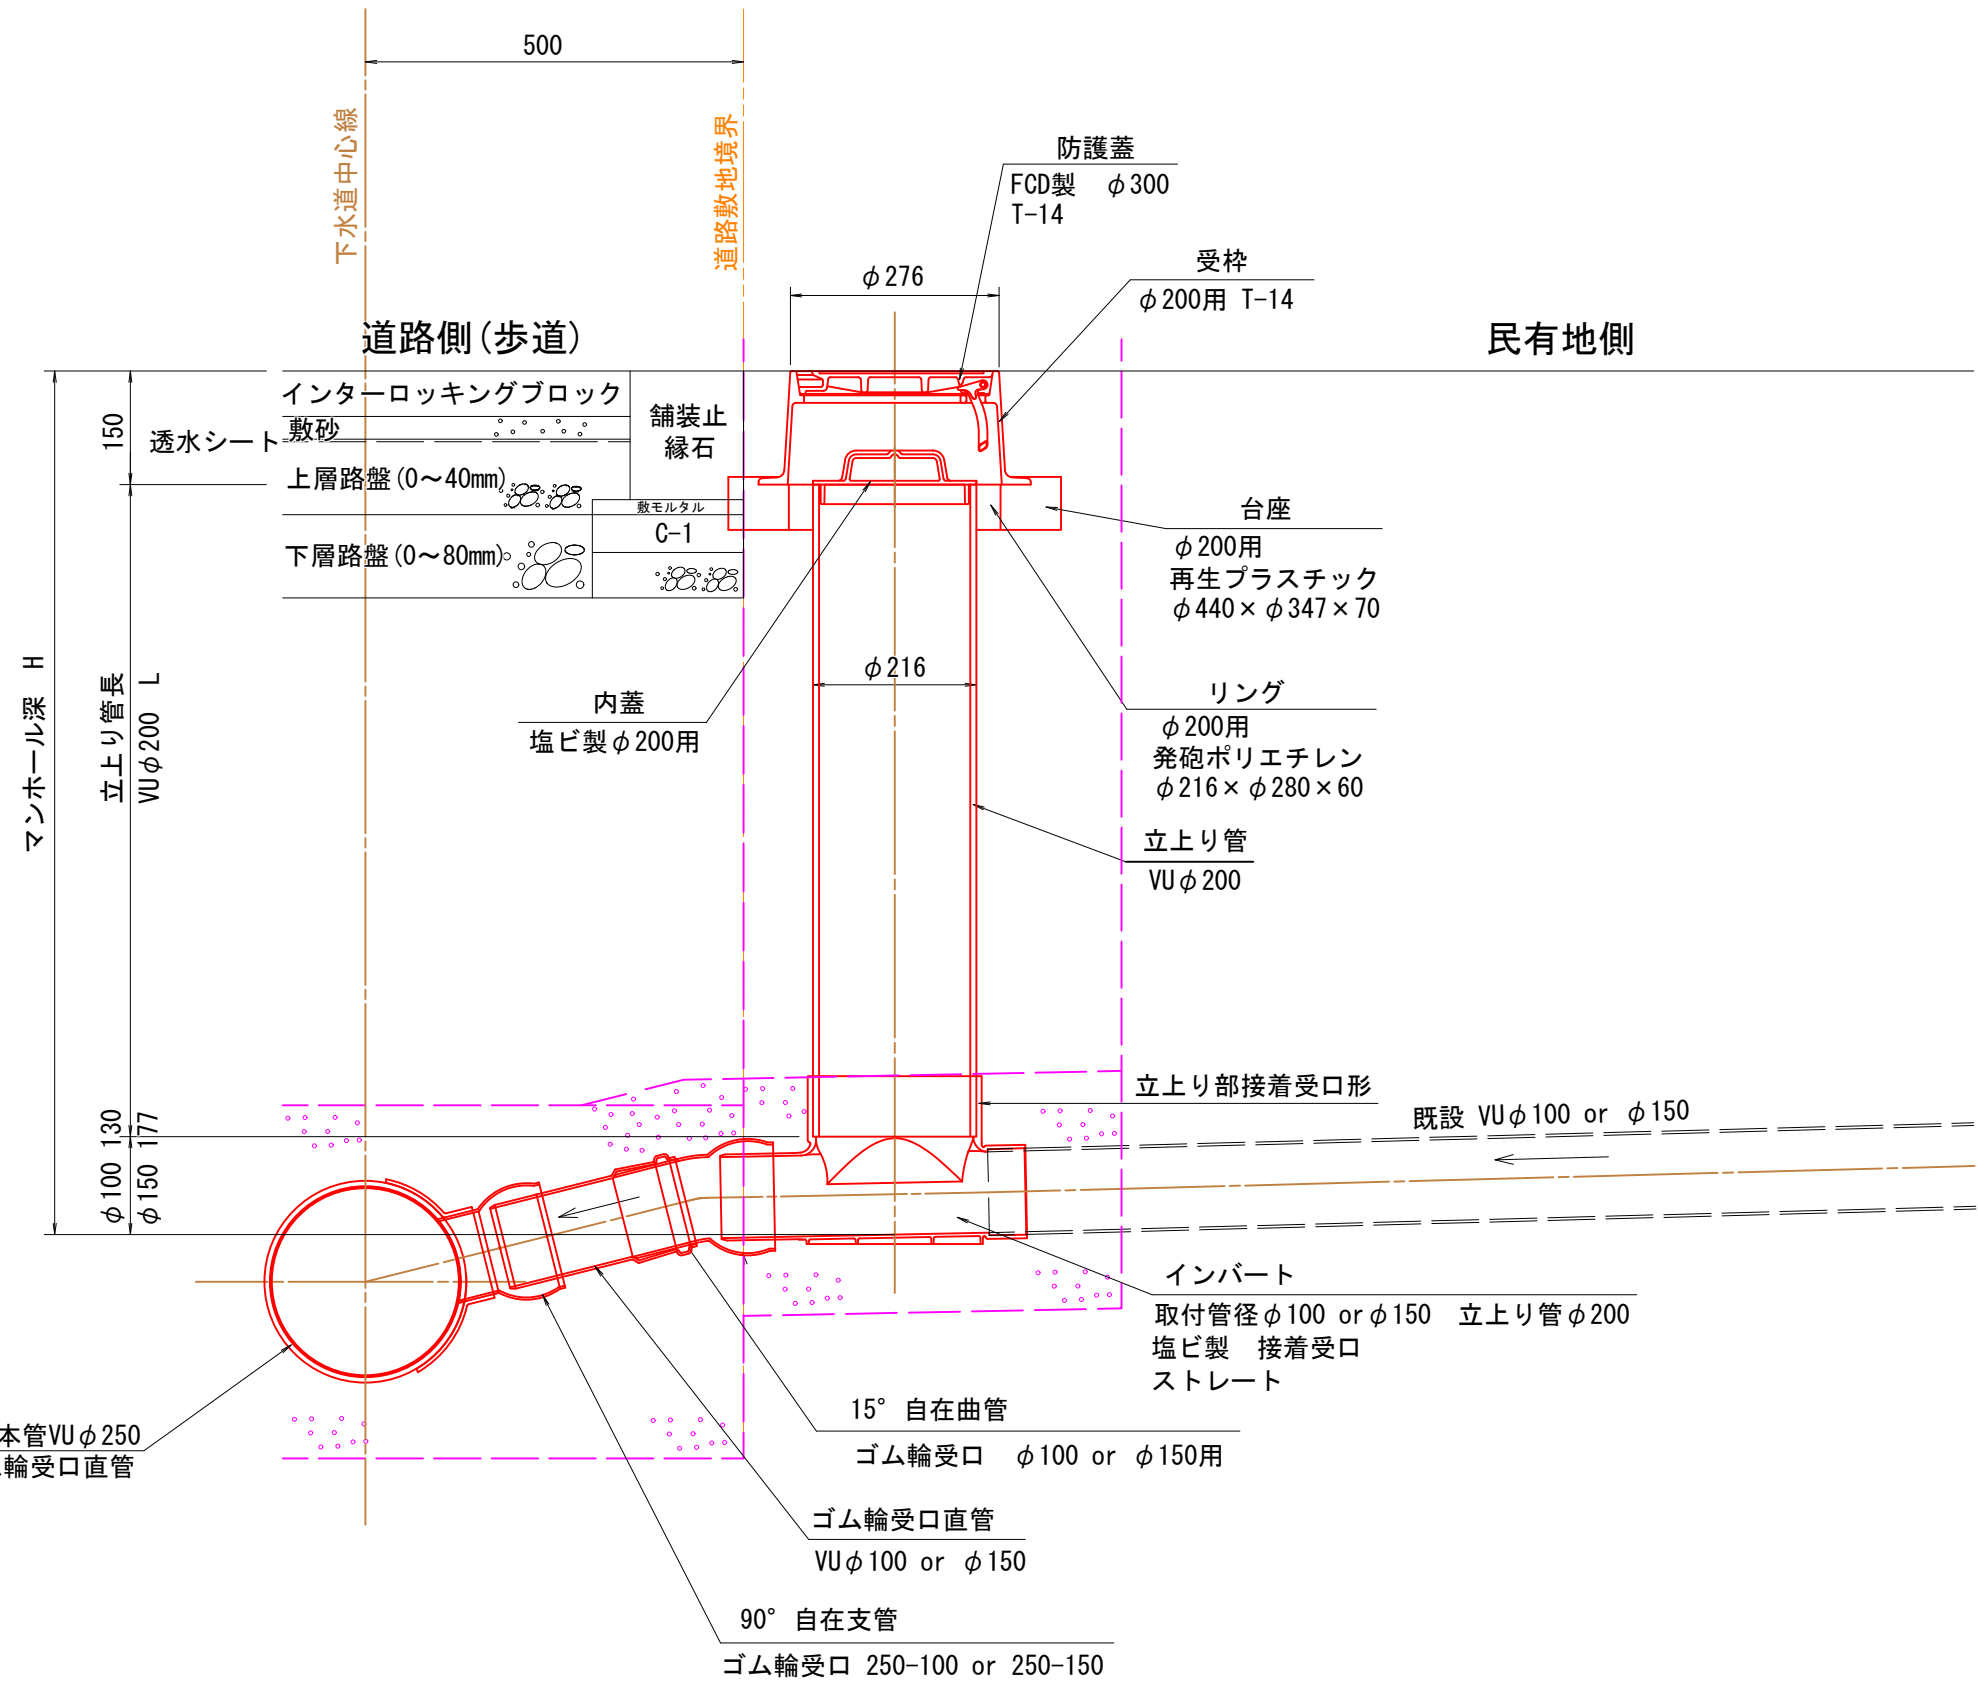 500
下水道中心線
道路敷地境界
防護蓋
FCD製 φ300
T-14
受枠
φ200用 T-14
φ276
道路側(歩道)
民有地側
インターロッキングブロック
敷砂
透水シート
上層路盤(0～40mm)
下層路盤(0～80mm)
舗装止
縁石
敷モルタル
C-1
150
マンホール深 H
立上り管長
VUφ200 L
φ100 130
φ150 177
台座
φ200用
再生プラスチック
φ440×φ347×70
φ216
内蓋
塩ビ製φ200用
リング
φ200用
発砲ポリエチレン
φ216×φ280×60
立上り管
VUφ200
立上り部接着受口形
既設 VUφ100 or φ150
インバート
取付管径φ100 orφ150 立上り管φ200
塩ビ製 接着受口
ストレート
本管VUφ250
輪受口直管
15° 自在曲管
ゴム輪受口 φ100 or φ150用
ゴム輪受口直管
VUφ100 or φ150
90° 自在支管
ゴム輪受口 250-100 or 250-150